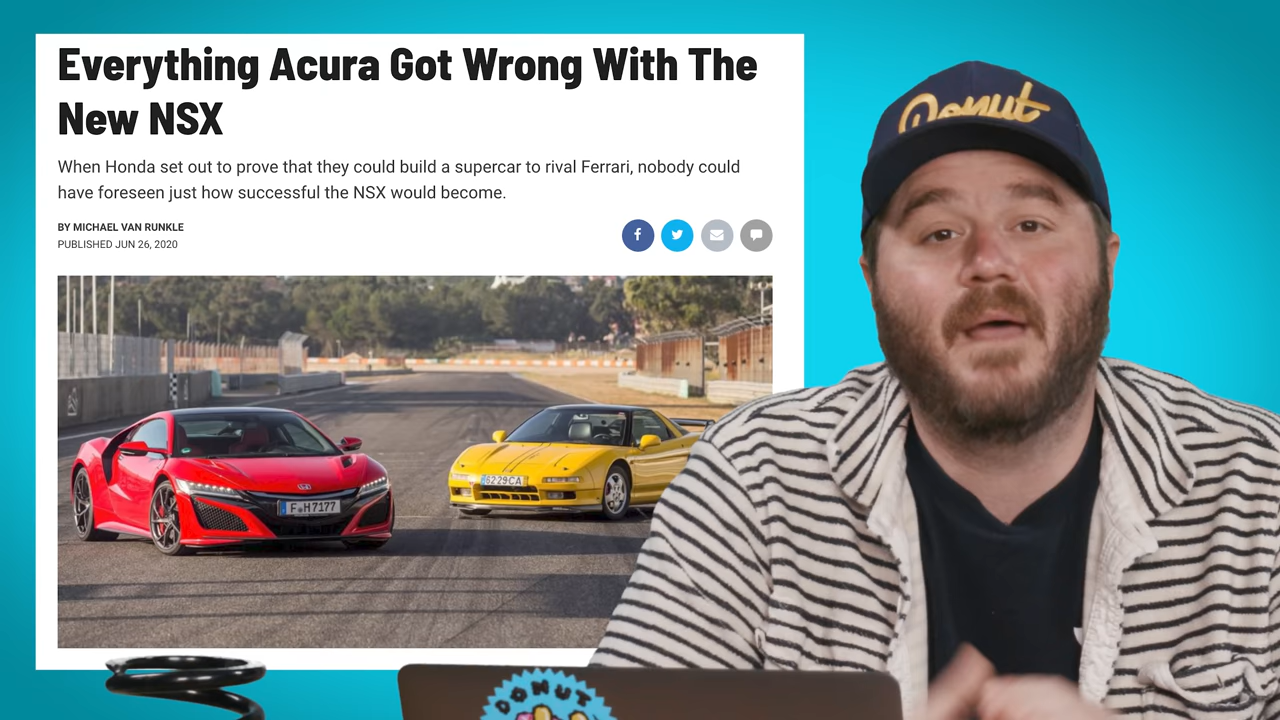 Everything Acura Got Wrong With The
New NSX
When Honda set out to prove that they could build a supercar to rival Ferrari, nobody could
have foreseen just how successful the NSX would become.
BY MICHAEL VAN RUNKLE
PUBLISHED JUN 26, 2020
F H7177
6229CA
Donut
DONUT